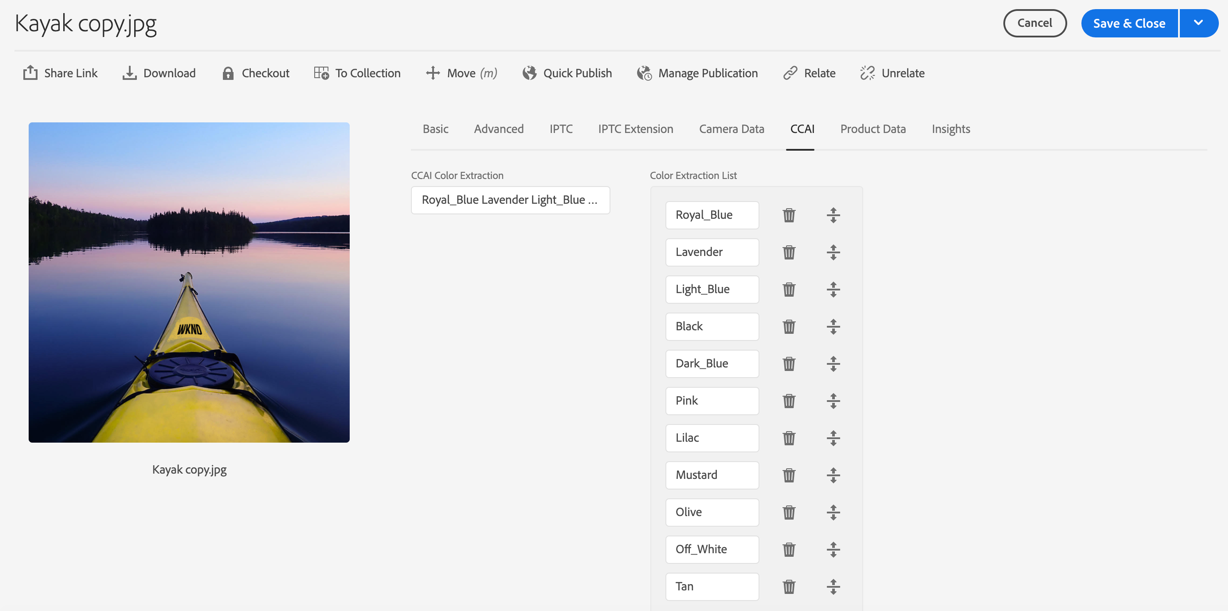 Kayak copy.jpg
Cancel
Save & Close
Share Link
Download
Checkout
To Collection
Move (m)
Quick Publish
Manage Publication
Relate
Unrelate
Basic
Advanced
IPTC
IPTC Extension
Camera Data
CCAI
Product Data
Insights
CCAI Color Extraction
Royal_Blue Lavender Light_Blue ...
Color Extraction List
Royal_Blue
Lavender
Light_Blue
Black
Dark_Blue
Pink
Lilac
Mustard
Olive
Off_White
Tan
WKND
Kayak copy.jpg